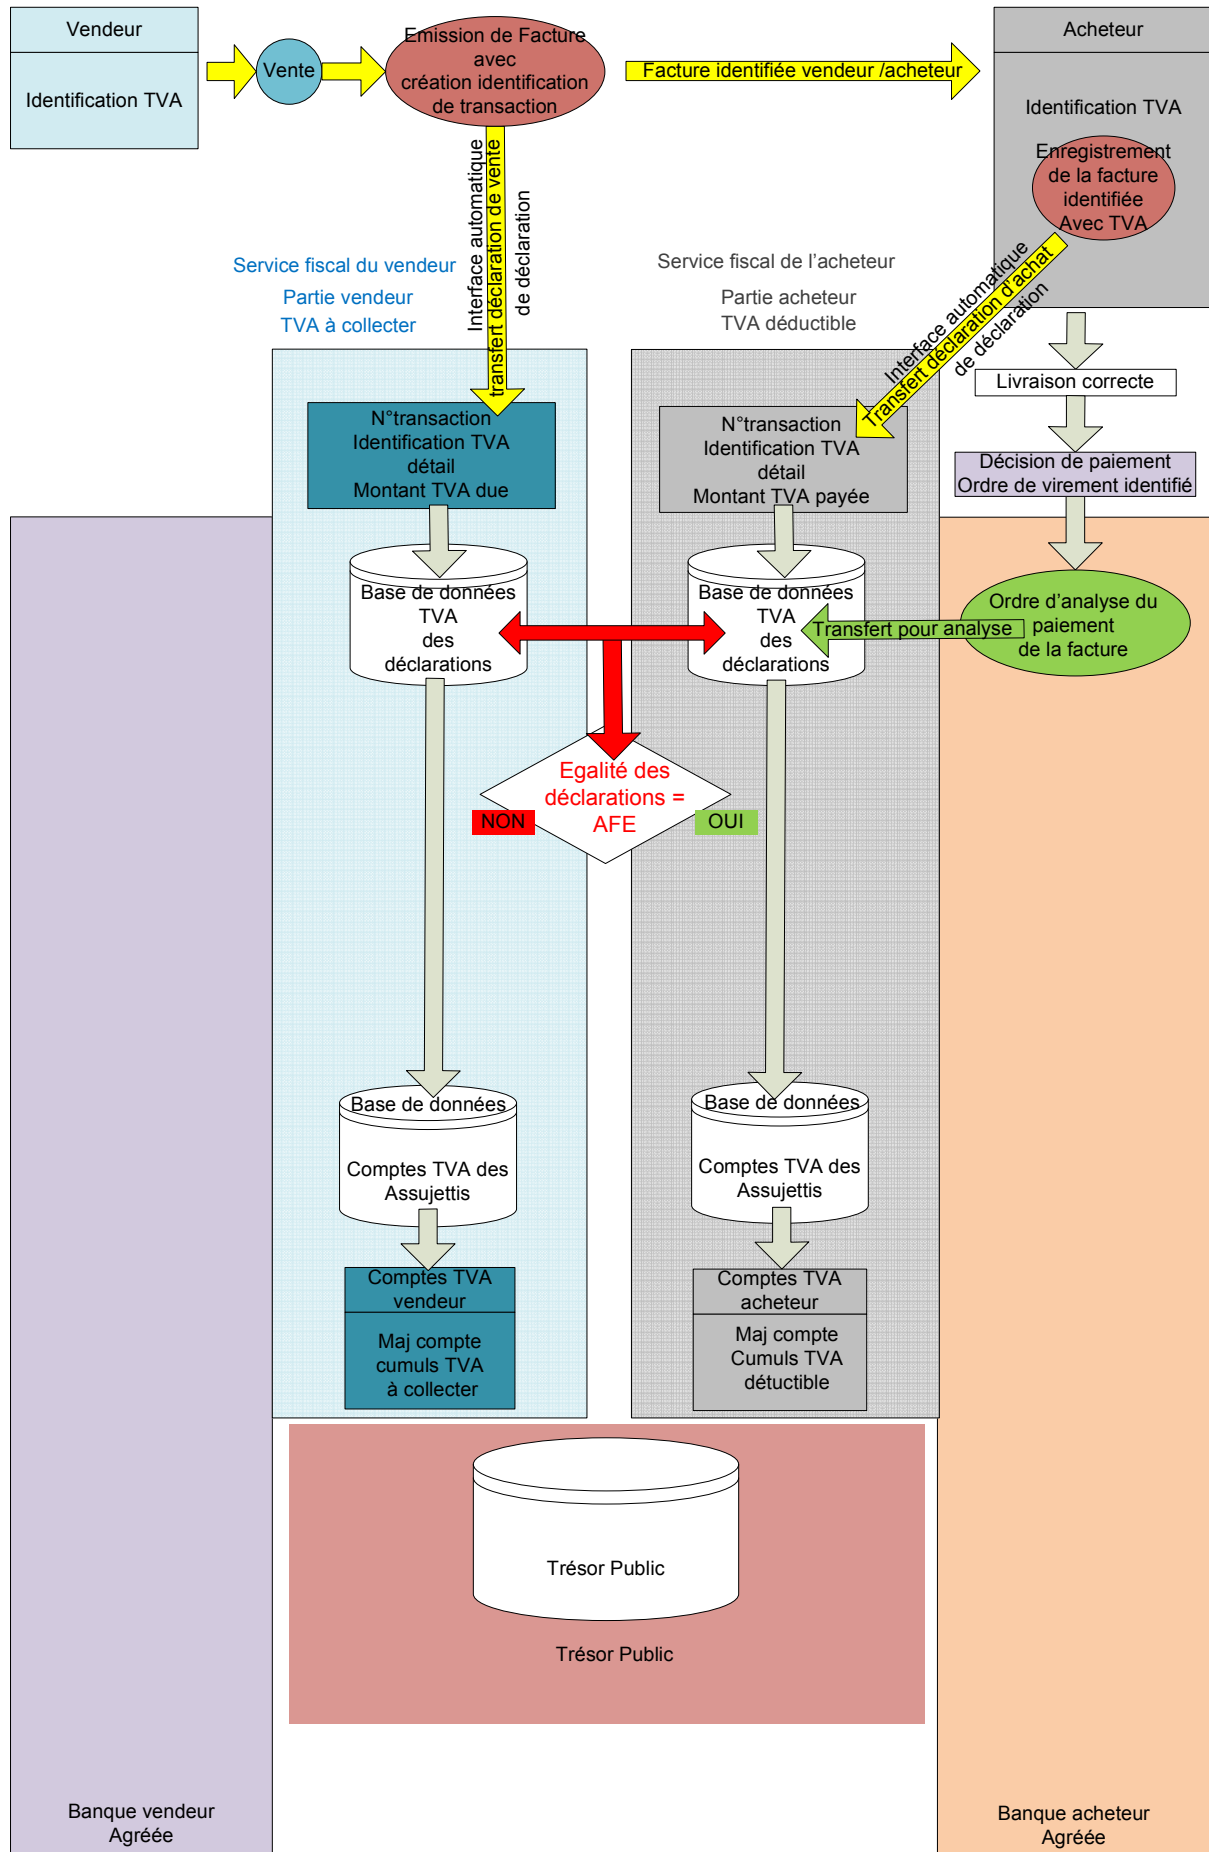 Vendeur
Identification TVA
Vente
Emission de Facture
avec
création identification
de transaction
Facture identifiée vendeur /acheteur
Acheteur
Identification TVA
Enregistrement
de la facture
identifiée
Avec TVA
Interface automatique
transfert déclaration de vente
de déclaration
Interface automatique
Transfert déclaration d’achat
de déclaration
Service fiscal du vendeur
Partie vendeur
TVA à collecter
Service fiscal de l’acheteur
Partie acheteur
TVA déductible
Livraison correcte
Décision de paiement
Ordre de virement identifié
N°transaction
Identification TVA
détail
Montant TVA due
N°transaction
Identification TVA
détail
Montant TVA payée
Base de données
TVA
des
déclarations
Base de données
TVA
des
déclarations
Transfert pour analyse
Ordre d’analyse du
paiement
de la facture
Egalité des
déclarations =
AFE
NON
OUI
Base de données
Comptes TVA des
Assujettis
Base de données
Comptes TVA des
Assujettis
Comptes TVA
vendeur
Maj compte
cumuls TVA
à collecter
Comptes TVA
acheteur
Maj compte
Cumuls TVA
détuctible
Trésor Public
Trésor Public
Banque vendeur
Agréée
Banque acheteur
Agréée